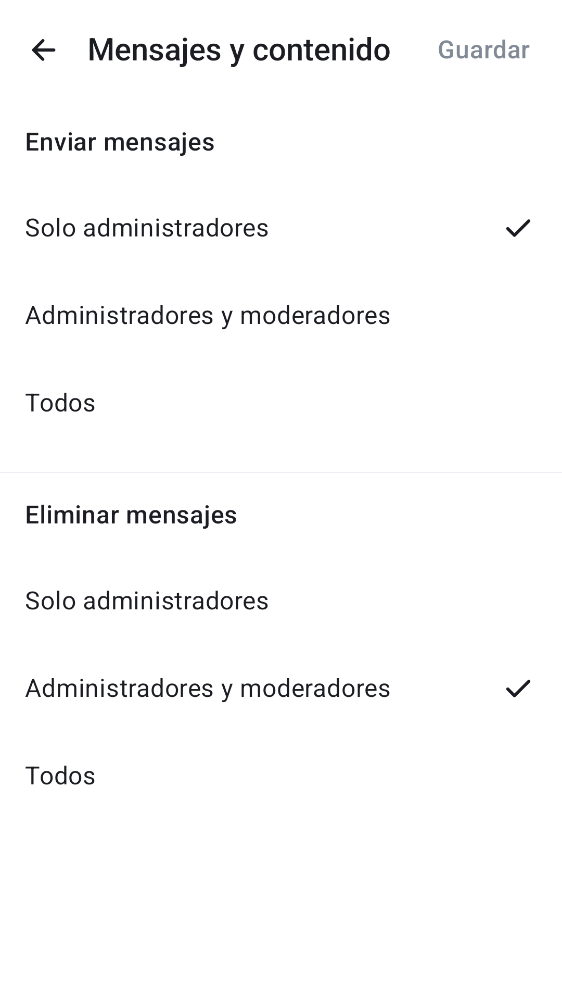 Mensajes y contenido Guardar
Enviar mensajes
Solo administradores
Administradores y moderadores
Todos
Eliminar mensajes
Solo administradores
Administradores y moderadores
Todos